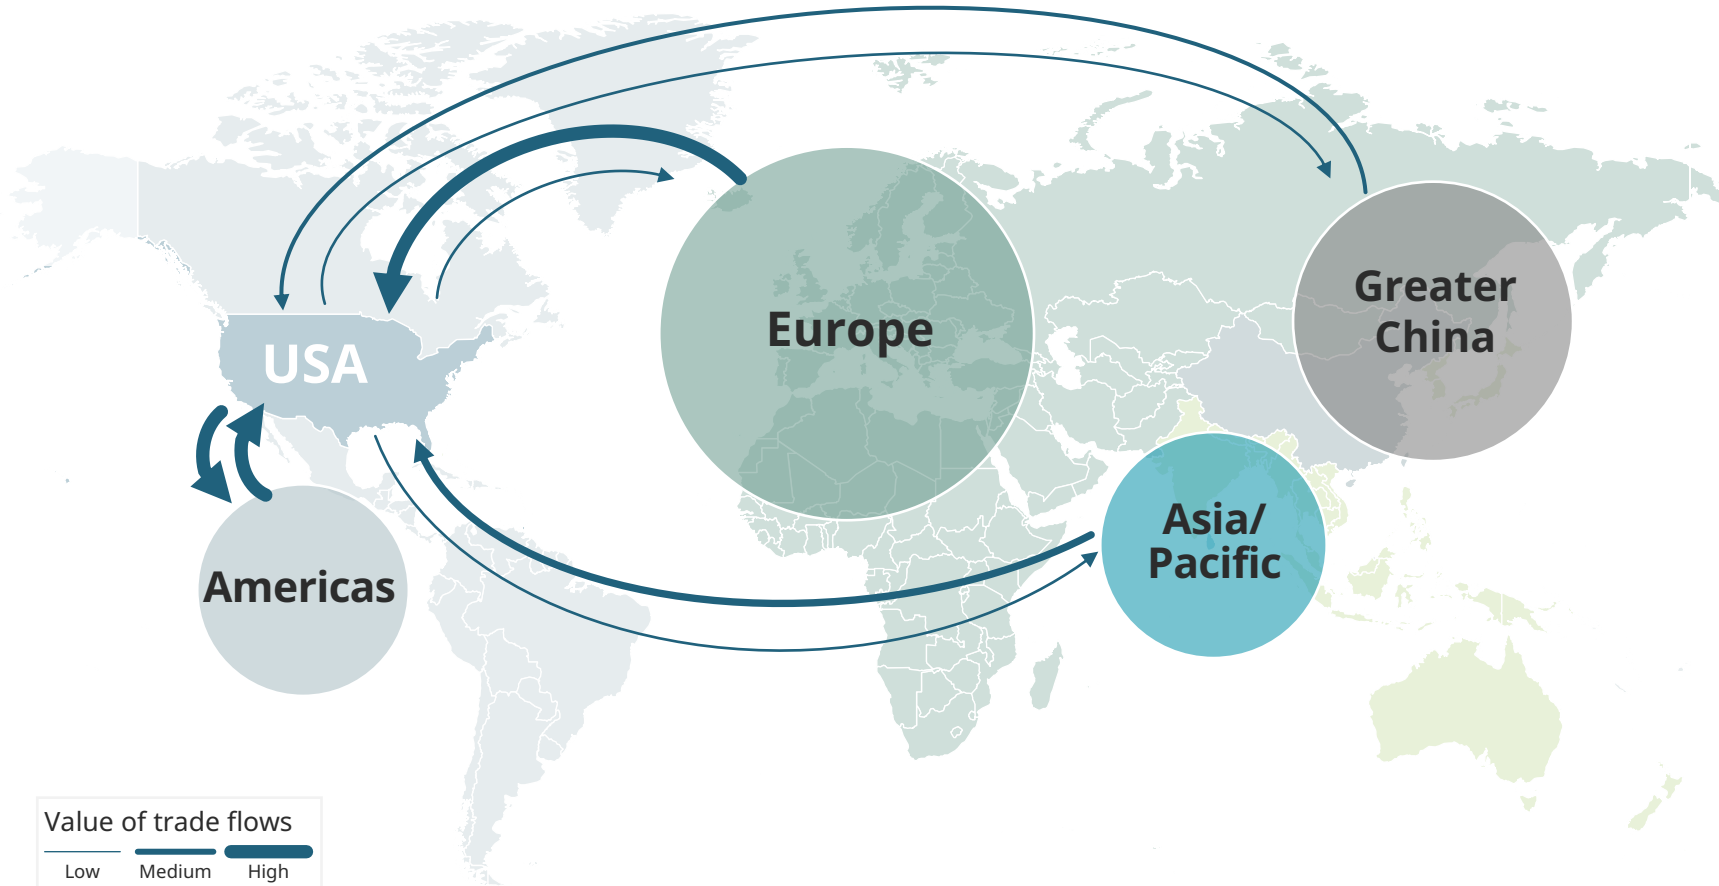 USA
Europe
Greater
China
Asia/
Pacific
Americas
Value of trade flows
Low Medium High